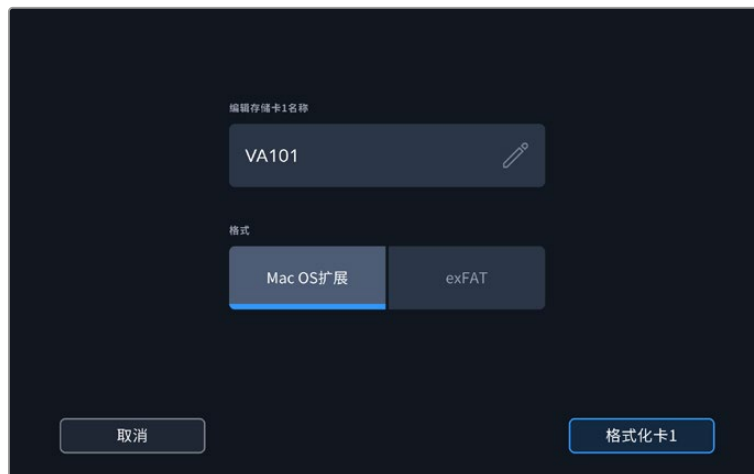 编辑存储卡1名称
VA101
格式
Mac OS扩展
exFAT
取消
格式化卡1